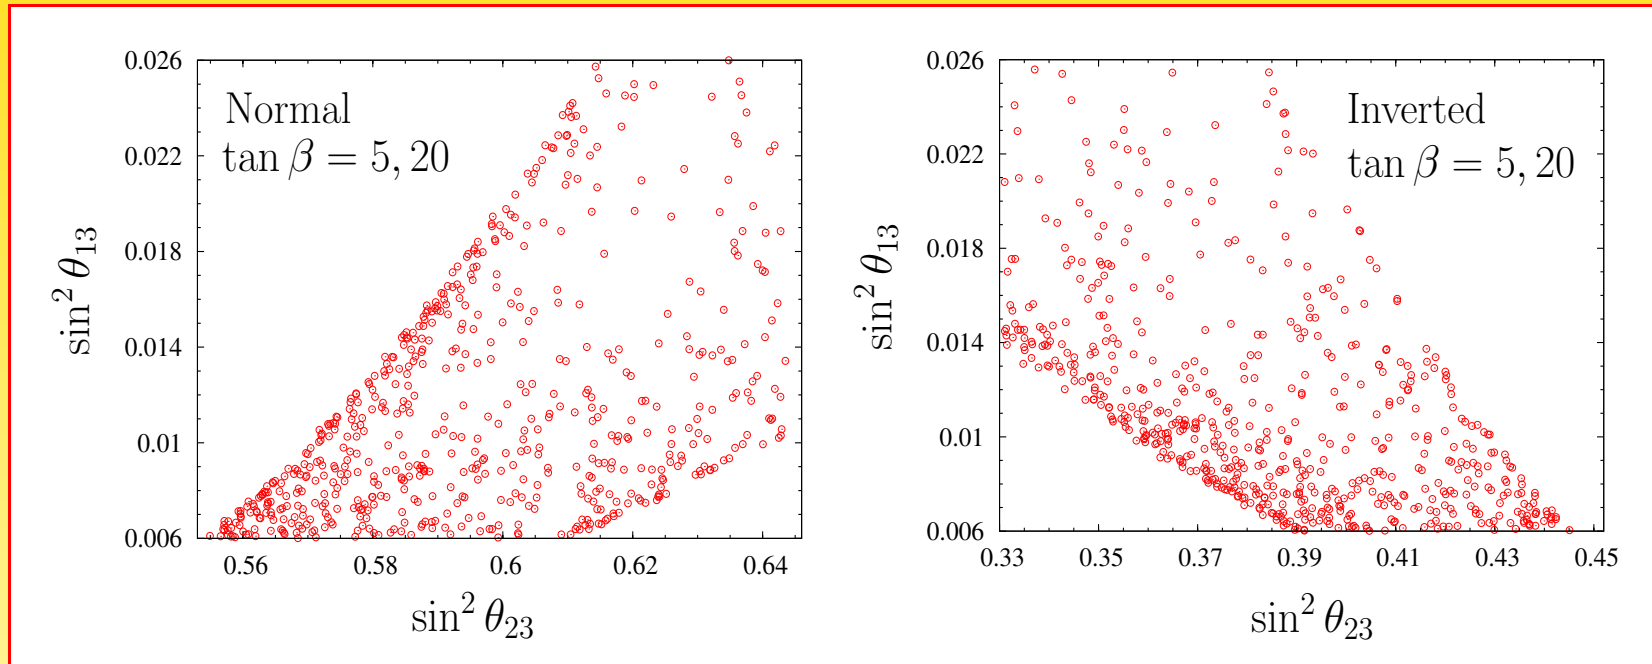 0.026
0.022
0.018
0.014
0.01
0.006
sin² θ₁₃
Normal
tan β = 5, 20
0.56 0.58 0.6 0.62 0.64
sin² θ₂₃
0.026
0.022
0.018
0.014
0.01
0.006
sin² θ₁₃
Inverted
tan β = 5, 20
0.33 0.35 0.37 0.39 0.41 0.43 0.45
sin² θ₂₃